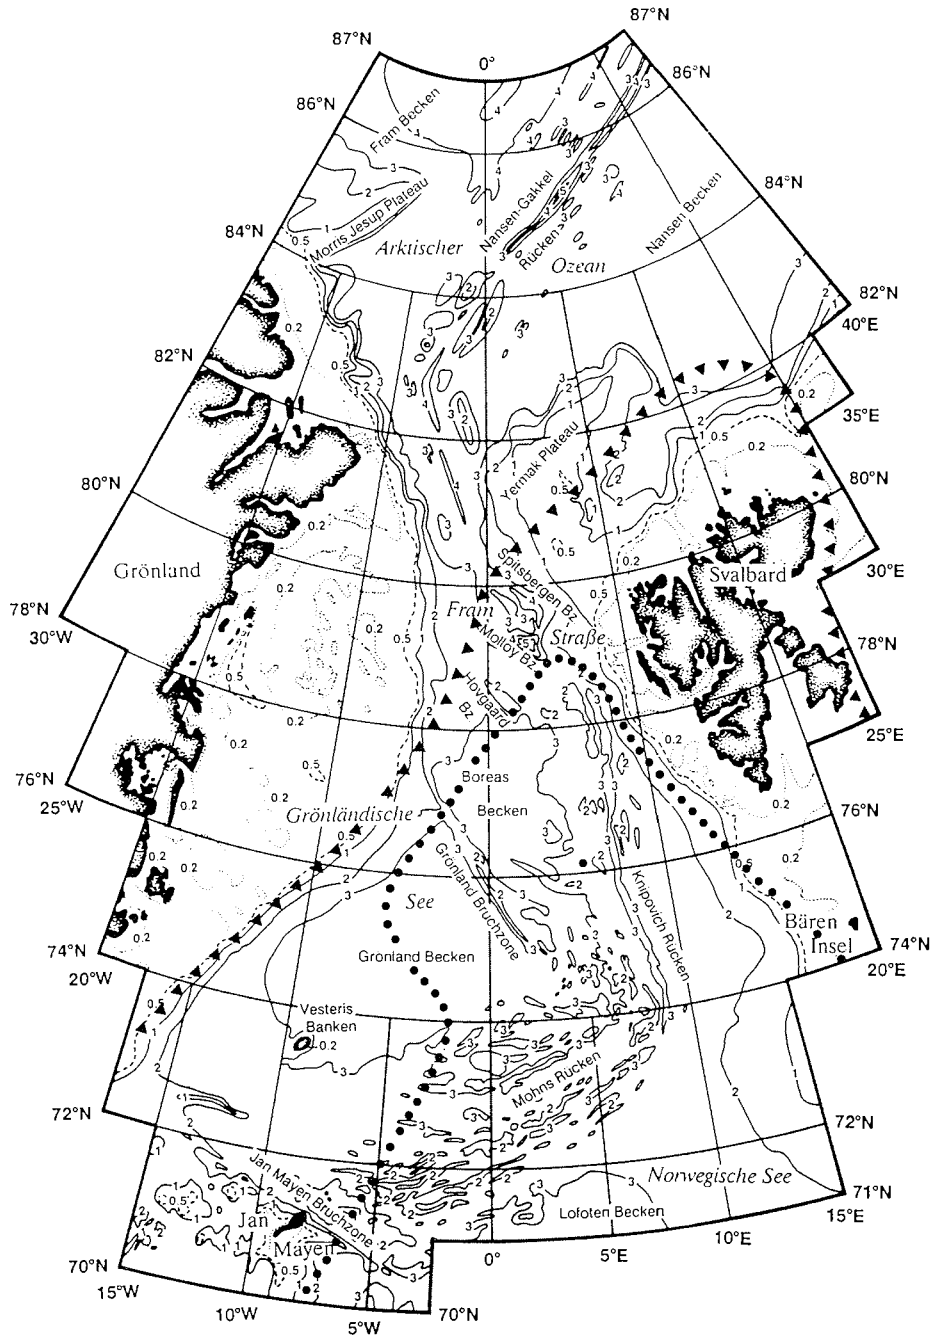 87°N
87°N
0°
86°N
86°N
Fram Becken
84°N
84°N
Morris Jesup Plateau
Nansen-Gakkel
Rücken
Nansen Becken
Arktischer
Ozean
82°N
82°N
40°E
35°E
Yermak Plateau
80°N
80°N
Grönland
Svalbard
30°E
Spitsbergen Bz
Fram
Straße
Molloy Bz
78°N
30°W
78°N
Hovgaard
Bz
25°E
76°N
25°W
Boreas
Becken
76°N
Grönländische
See
Grönland Bruchzone
Knipovich Rücken
Bären
Insel
74°N
20°W
74°N
20°E
Grönland Becken
Vesteris
Banken
Mohns Rücken
72°N
72°N
Jan Mayen Bruchzone
Norwegische See
71°N
Jan
Mayen
Lofoten Becken
15°E
10°E
5°E
0°
70°N
15°W
10°W
5°W
70°N